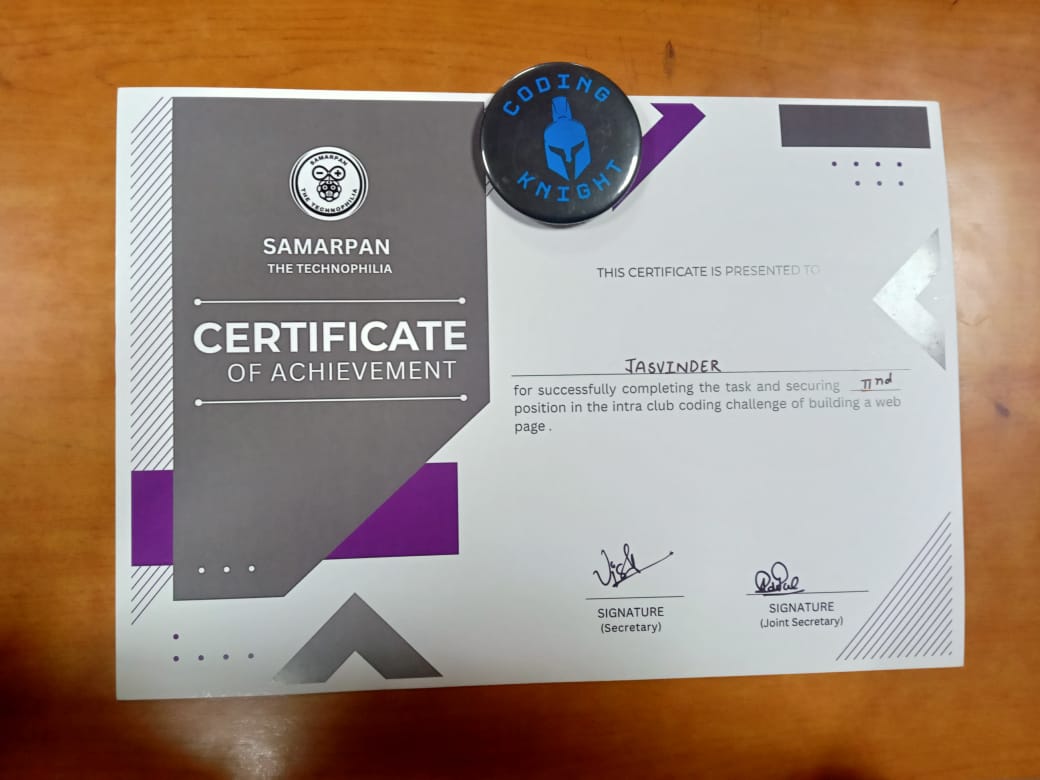 CODING
KNIGHT
SAMARPAN
THE TECHNOPHILIA
SAMARPAN
THE TECHNOPHILIA
CERTIFICATE
OF ACHIEVEMENT
THIS CERTIFICATE IS PRESENTED TO
JASVINDER
for successfully completing the task and securing IInd
position in the intra club coding challenge of building a web
page .
SIGNATURE
(Secretary)
SIGNATURE
(Joint Secretary)